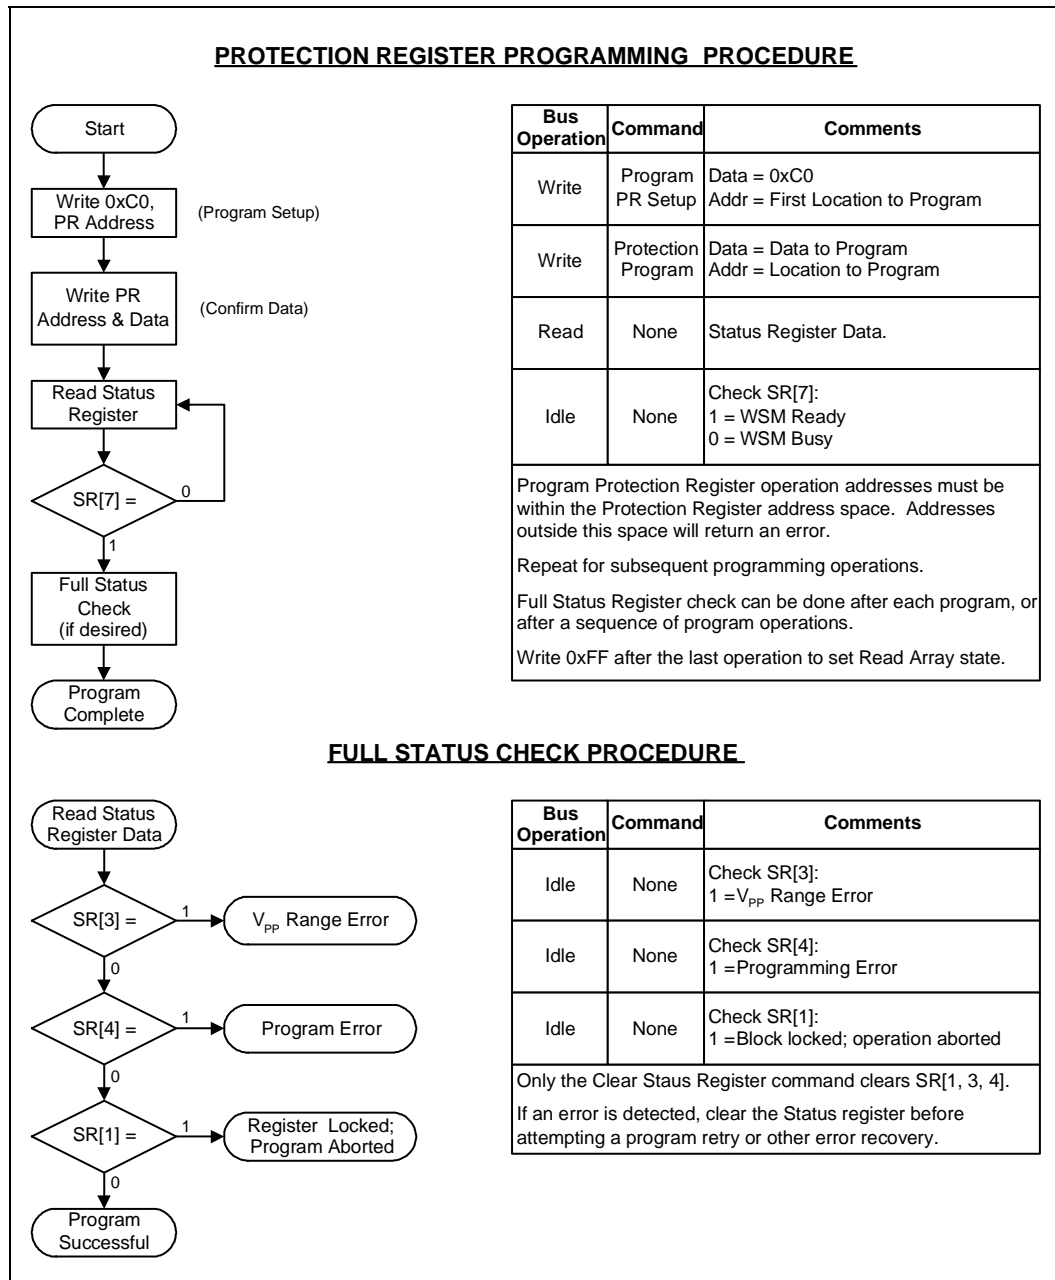 PROTECTION REGISTER PROGRAMMING PROCEDURE
Start
Write 0xC0,
PR Address
(Program Setup)
Write PR
Address & Data
(Confirm Data)
Read Status
Register
SR[7] =
0
1
Full Status
Check
(if desired)
Program
Complete
Bus
Operation
Command
Comments
Write
Program
PR Setup
Data = 0xC0
Addr = First Location to Program
Write
Protection
Program
Data = Data to Program
Addr = Location to Program
Read
None
Status Register Data.
Idle
None
Check SR[7]:
1 = WSM Ready
0 = WSM Busy
Program Protection Register operation addresses must be
within the Protection Register address space. Addresses
outside this space will return an error.
Repeat for subsequent programming operations.
Full Status Register check can be done after each program, or
after a sequence of program operations.
Write 0xFF after the last operation to set Read Array state.
FULL STATUS CHECK PROCEDURE
Read Status
Register Data
SR[3] =
1
VPP Range Error
0
SR[4] =
1
Program Error
0
SR[1] =
1
Register Locked;
Program Aborted
0
Program
Successful
Bus
Operation
Command
Comments
Idle
None
Check SR[3]:
1 =VPP Range Error
Idle
None
Check SR[4]:
1 =Programming Error
Idle
None
Check SR[1]:
1 =Block locked; operation aborted
Only the Clear Staus Register command clears SR[1, 3, 4].
If an error is detected, clear the Status register before
attempting a program retry or other error recovery.